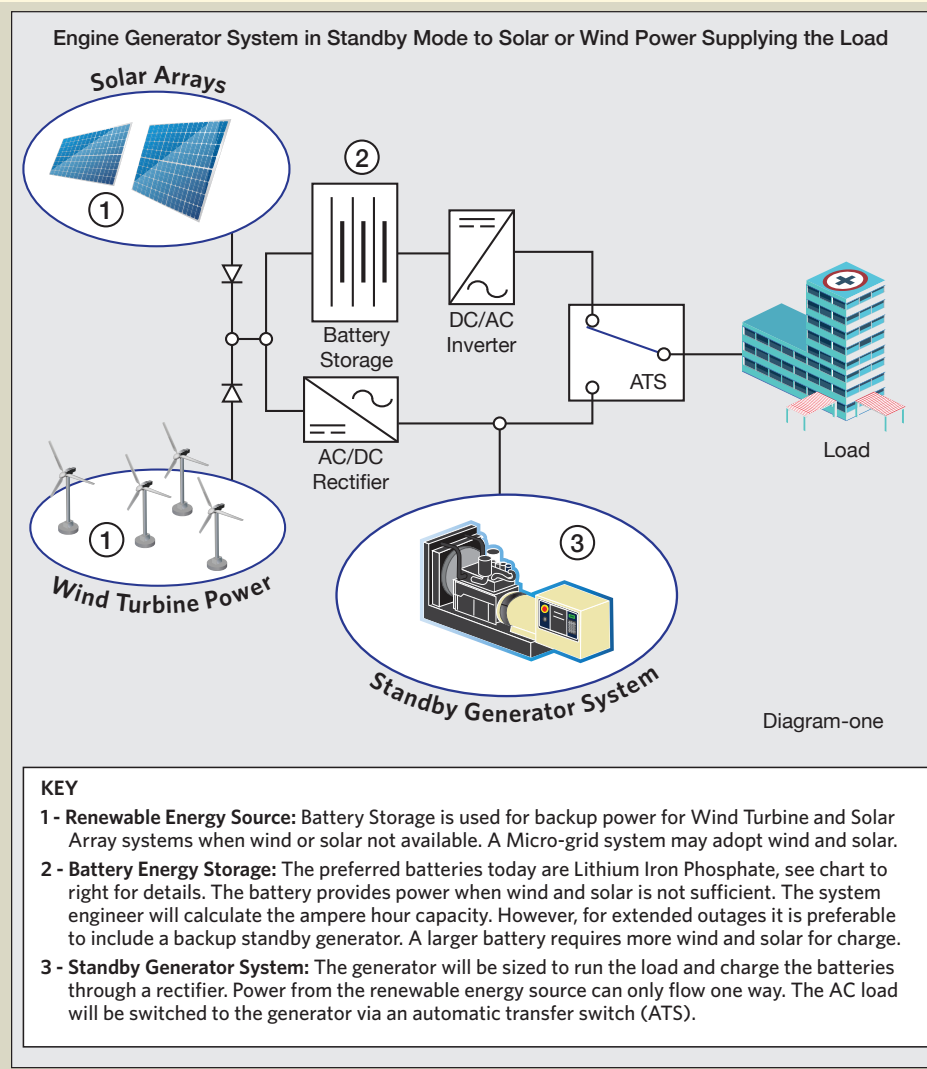 Engine Generator System in Standby Mode to Solar or Wind Power Supplying the Load
Solar Arrays
1
2
Battery
Storage
DC/AC
Inverter
ATS
Load
AC/DC
Rectifier
1
Wind Turbine Power
3
Standby Generator System
Diagram-one
KEY
1 - Renewable Energy Source: Battery Storage is used for backup power for Wind Turbine and Solar
Array systems when wind or solar not available. A Micro-grid system may adopt wind and solar.
2 - Battery Energy Storage: The preferred batteries today are Lithium Iron Phosphate, see chart to
right for details. The battery provides power when wind and solar is not sufficient. The system
engineer will calculate the ampere hour capacity. However, for extended outages it is preferable
to include a backup standby generator. A larger battery requires more wind and solar for charge.
3 - Standby Generator System: The generator will be sized to run the load and charge the batteries
through a rectifier. Power from the renewable energy source can only flow one way. The AC load
will be switched to the generator via an automatic transfer switch (ATS).